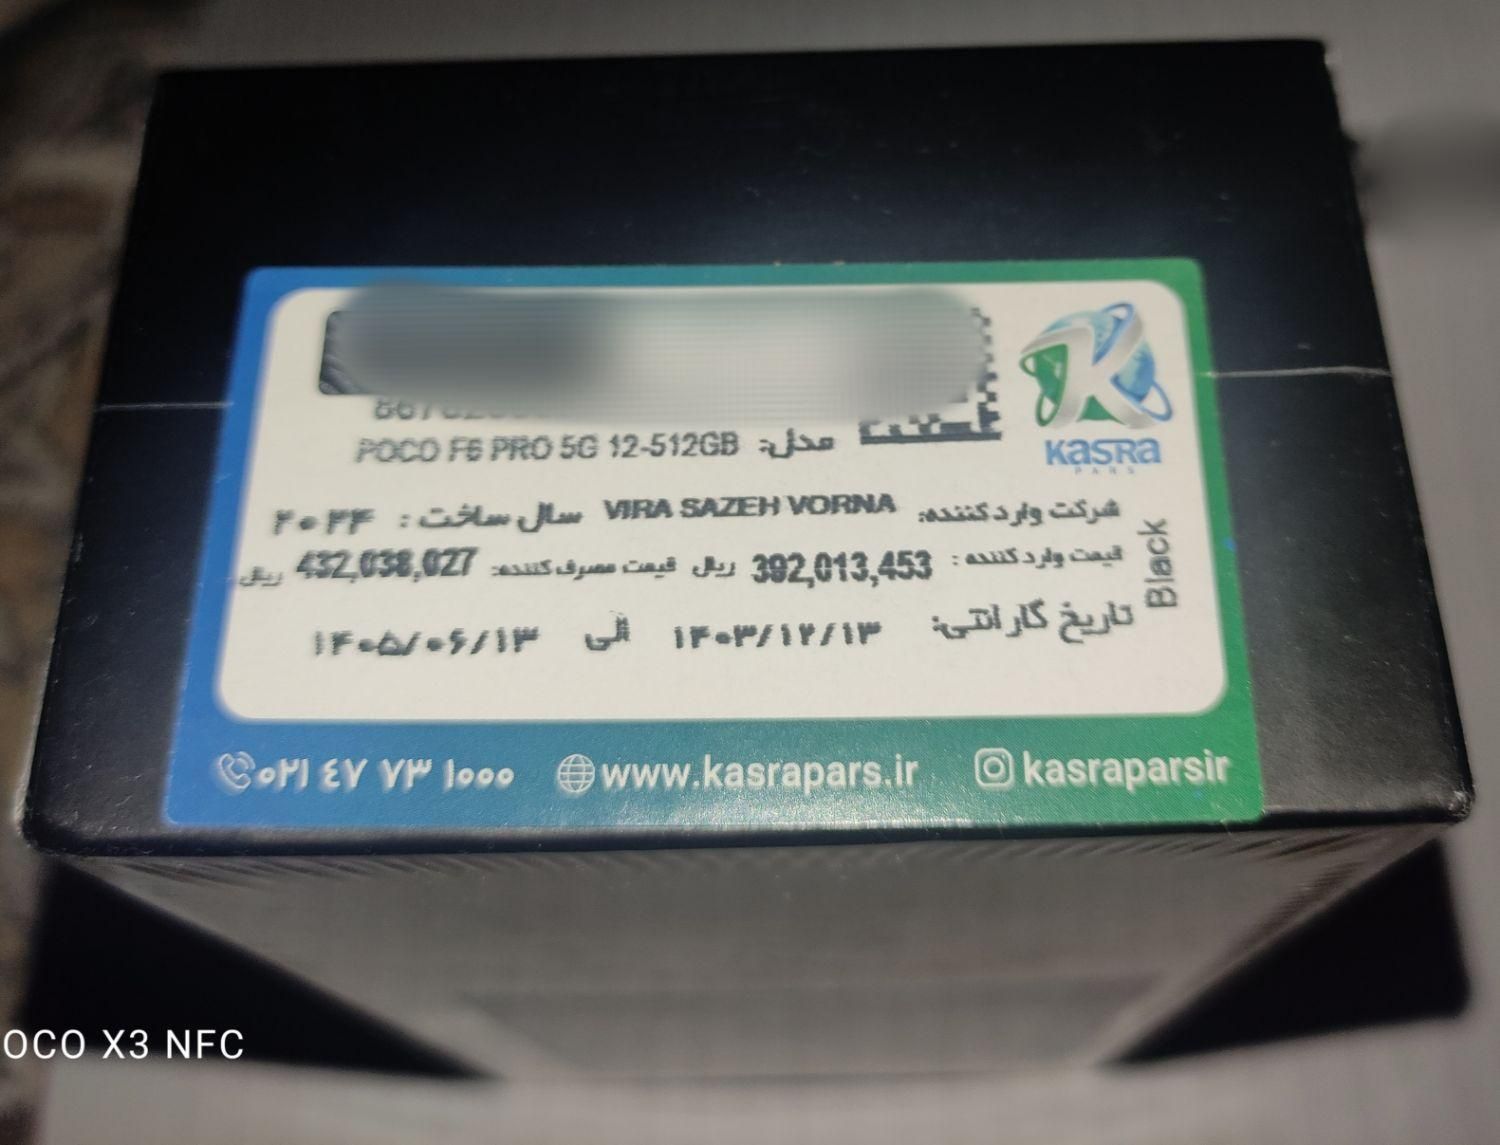 مدل: POCO F6 PRO 5G 12-512GB
شرکت وارد کننده: VIRA SAZEH VORNA سال ساخت : ۲۰۲۴
قیمت وارد کننده : 392,013,453 ریال قیمت مصرف کننده: 432,038,027 ریال
تاریخ گارانتی: ۱۴۰۳/۱۲/۱۳ الی ۱۴۰۵/۰۶/۱۳
Black
KASRA
PARS
۰۲۱ ٤٧ ٧٣ ۱۰۰۰ www.kasrapars.ir kasraparsir
OCO X3 NFC